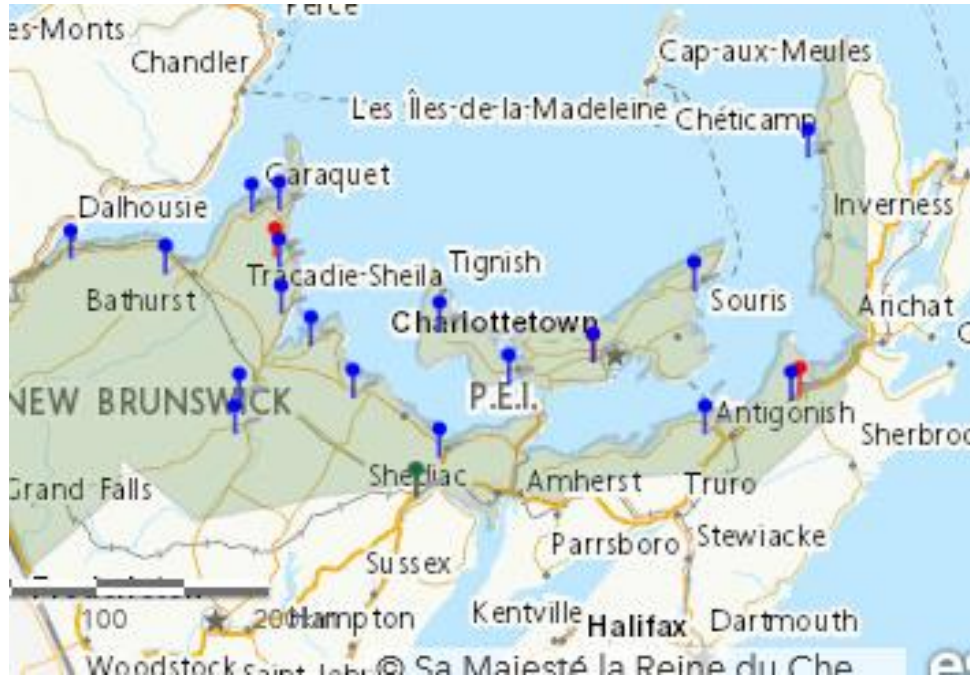 Percé
es-Monts
Chandler
Cap-aux-Meules
Les Îles-de-la-Madeleine
Chéticamp
Caraquet
Dalhousie
Inverness
Tracadie-Sheila
Tignish
Bathurst
Souris
Arichat
Charlottetown
NEW BRUNSWICK
P.E.I.
Antigonish
Sherbroo
Shediac
Grand Falls
Amherst
Truro
Parrsboro
Stewiacke
Sussex
100
200km
Hampton
Kentville
Halifax
Dartmouth
Woodstock
Saint John
© Sa Majesté la Reine du Che
es